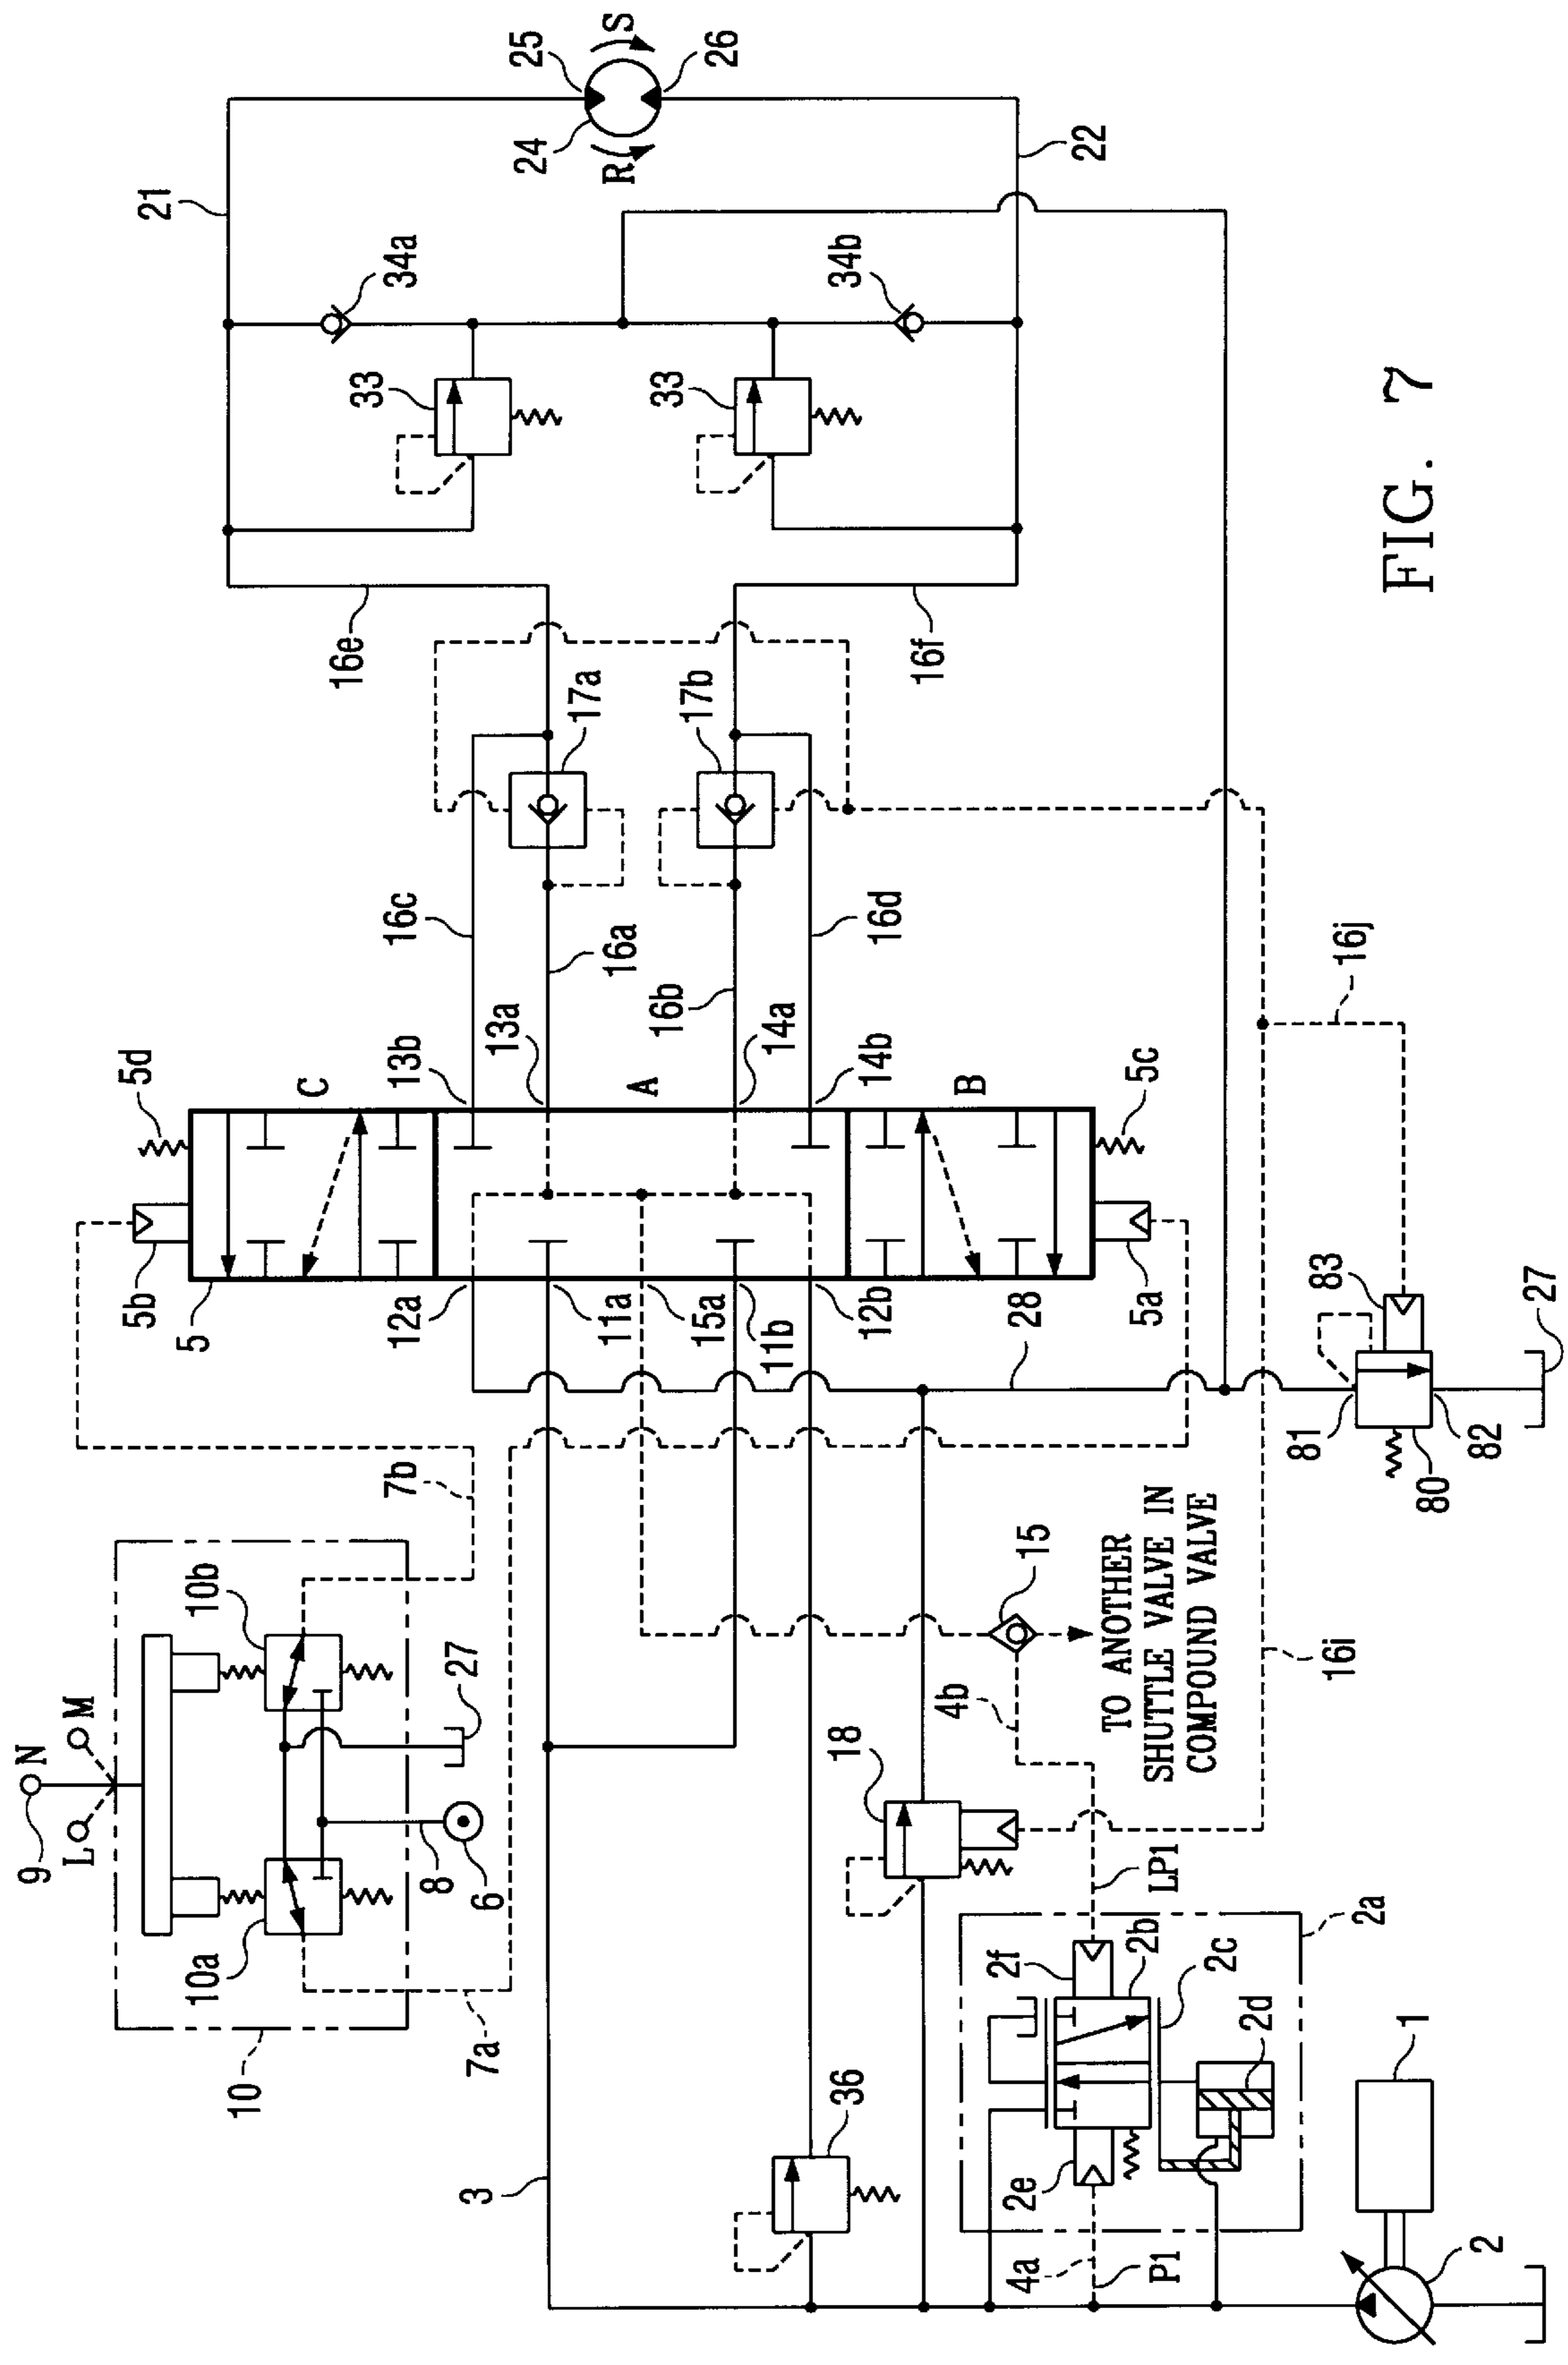 9
N
L
M
10
10a
10b
7a
7b
8
6
27
5
5b
5d
C
21
16e
34a
33
13b
16c
12a
13a
16a
11a
A
15a
16b
11b
14a
12b
14b
16d
17a
17b
24
25
R
S
26
22
33
34b
16f
B
28
5a
5c
3
36
18
4b
15
TO ANOTHER
SHUTTLE VALVE IN
COMPOUND VALVE
16i
16j
4a
P1
LP1
2e
2f
2b
2c
2d
2a
1
2
81
83
80
82
27
FIG. 7